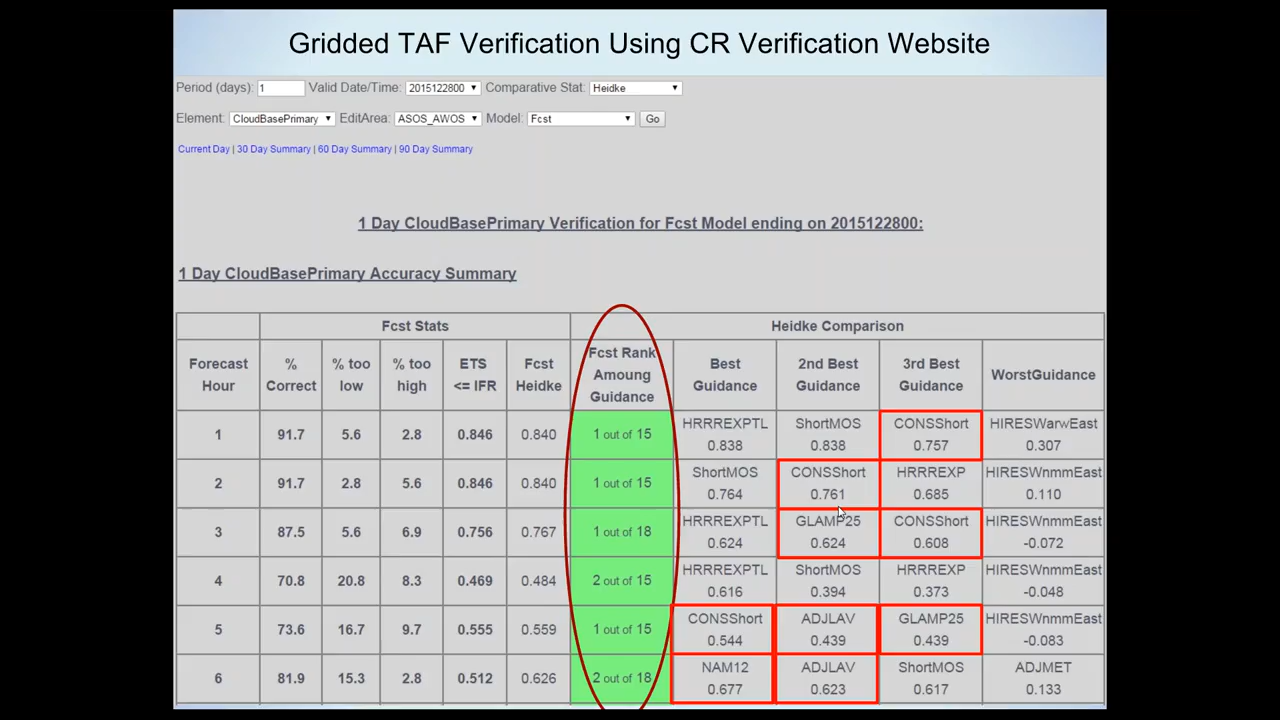 Gridded TAF Verification Using CR Verification Website
Period (days): 1 Valid Date/Time: 2015122800 Comparative Stat: Heidke
Element: CloudBasePrimary EditArea: ASOS_AWOS Model: Fcst Go
Current Day | 30 Day Summary | 60 Day Summary | 90 Day Summary
1 Day CloudBasePrimary Verification for Fcst Model ending on 2015122800:
1 Day CloudBasePrimary Accuracy Summary
Fcst Stats Heidke Comparison
Forecast Hour % Correct % too low % too high ETS <= IFR Fcst Heidke Fcst Rank Amoung Guidance Best Guidance 2nd Best Guidance 3rd Best Guidance WorstGuidance
1 91.7 5.6 2.8 0.846 0.840 1 out of 15 HRRREXPTL 0.838 ShortMOS 0.838 CONSShort 0.757 HIRESWarwEast 0.307
2 91.7 2.8 5.6 0.846 0.840 1 out of 15 ShortMOS 0.764 CONSShort 0.761 HRRREXP 0.685 HIRESWnmmEast 0.110
3 87.5 5.6 6.9 0.756 0.767 1 out of 18 HRRREXPTL 0.624 GLAMP25 0.624 CONSShort 0.608 HIRESWnmmEast -0.072
4 70.8 20.8 8.3 0.469 0.484 2 out of 15 HRRREXPTL 0.616 ShortMOS 0.394 HRRREXP 0.373 HIRESWnmmEast -0.048
5 73.6 16.7 9.7 0.555 0.559 1 out of 15 CONSShort 0.544 ADJLAV 0.439 GLAMP25 0.439 HIRESWnmmEast -0.083
6 81.9 15.3 2.8 0.512 0.626 2 out of 18 NAM12 0.677 ADJLAV 0.623 ShortMOS 0.617 ADJMET 0.133